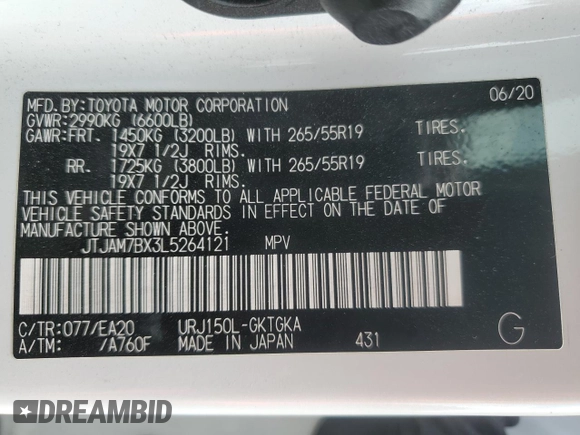 MFD.BY:TOYOTA MOTOR CORPORATION 06/20
GVWR:2990KG (6600LB)
GAWR:FRT. 1450KG (3200LB) WITH 265/55R19 TIRES.
19X7 1/2J RIMS.
RR. 1725KG (3800LB) WITH 265/55R19 TIRES.
19X7 1/2J RIMS.
THIS VEHICLE CONFORMS TO ALL APPLICABLE FEDERAL MOTOR
VEHICLE SAFETY STANDARDS IN EFFECT ON THE DATE OF
MANUFACTURE SHOWN ABOVE.
JTJAM7BX3L5264121 MPV
C/TR:077/EA20 URJ150L-GKTGKA
A/TM: /A760F MADE IN JAPAN 431 G
DREAMBID